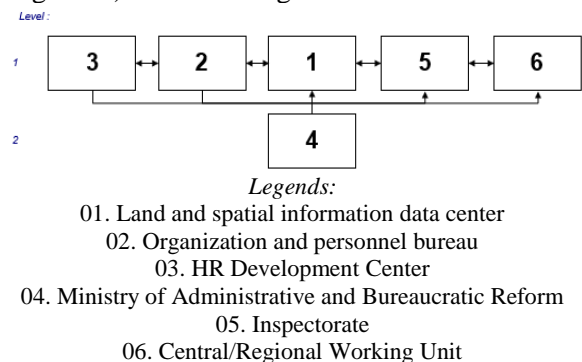 Level :
1 3 2 1 5 6
2 4
Legends:
01. Land and spatial information data center
02. Organization and personnel bureau
03. HR Development Center
04. Ministry of Administrative and Bureaucratic Reform
05. Inspectorate
06. Central/Regional Working Unit